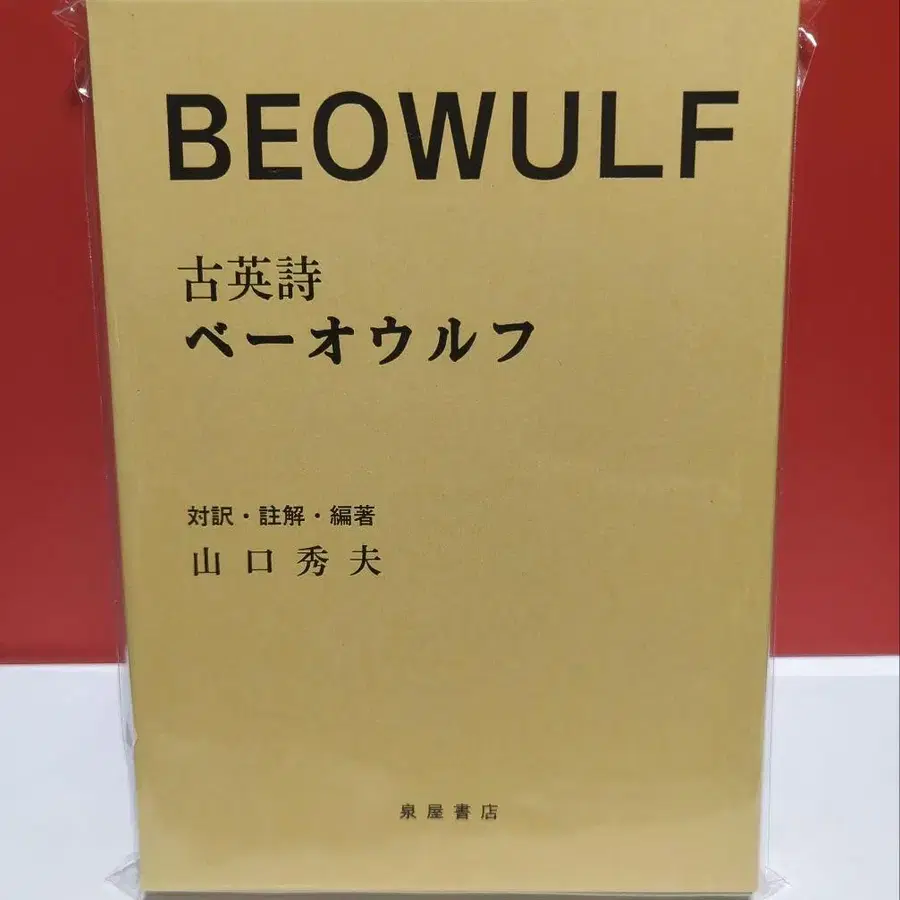 BEOWULF
古英詩
ベーオウルフ
対訳・註解・編著
山口秀夫
泉屋書店